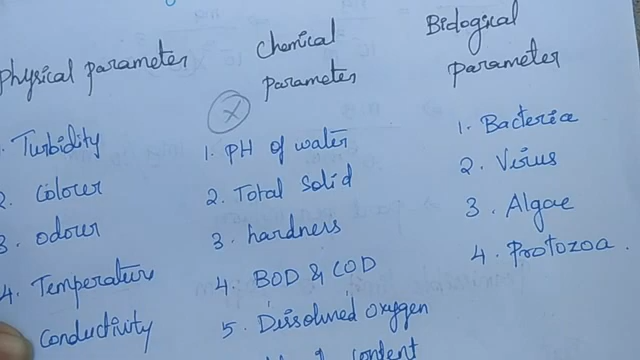 Physical parameter
. Turbidity
2. Colour
3. odour
4. Temperature
Conductivity
Chemical
parameter
X
1. pH of water
2. Total Solid
3. hardness
4. BOD & COD
5. Dissolved oxygen
content
Biological
parameter
1. Bacteria
2. Virus
3. Algae
4. Protozoa.